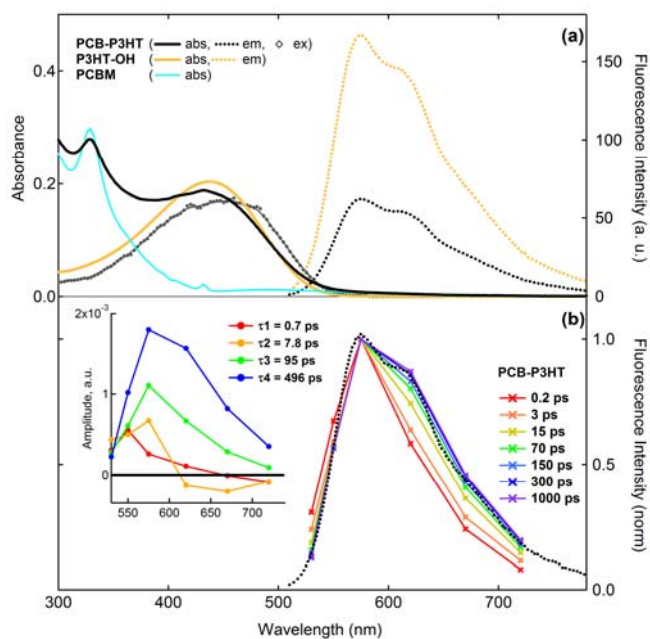 (a)
PCB-P3HT ( abs, em, ex)
P3HT-OH ( abs, em)
PCBM ( abs)
0.4
0.2
0.0
Absorbance
150
100
50
0
Fluorescence intensity (a. u.)
(b)
2x10-3
1
0
Amplitude, a.u.
τ1 = 0.7 ps
τ2 = 7.8 ps
τ3 = 95 ps
τ4 = 496 ps
550 600 650 700
PCB-P3HT
0.2 ps
3 ps
15 ps
70 ps
150 ps
300 ps
1000 ps
1.0
0.5
0.0
Fluorescence Intensity (norm)
300 400 500 600 700
Wavelength (nm)